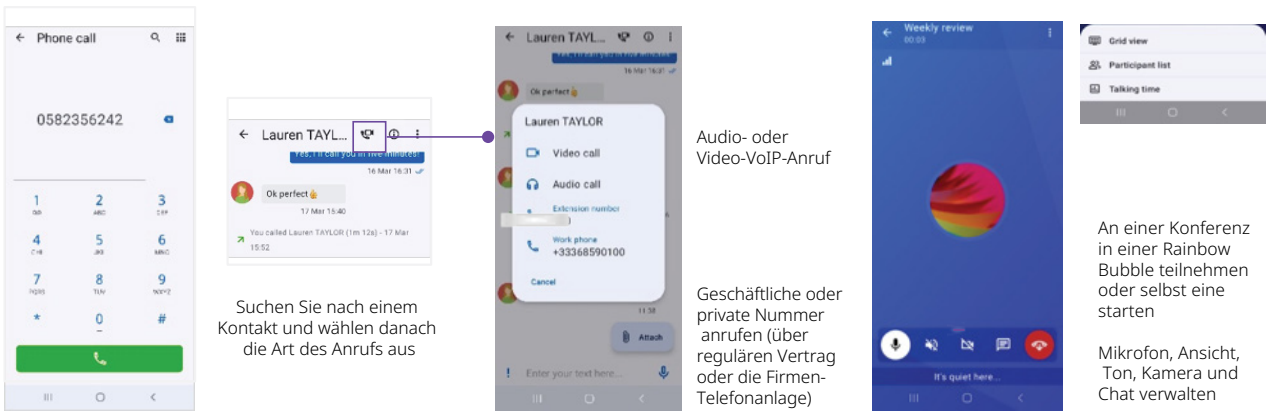 Phone call
0582356242
1
2
ABC
3
DEF
4
GHI
5
JKL
6
MNO
7
PQRS
8
TUV
9
WXYZ
*
0
#
Lauren TAYL...
Yes, I'll call you in five minutes!
16 Mar 16:31
Ok perfect
17 Mar 15:40
You called Lauren TAYLOR (1m 12s) - 17 Mar
15:52
Suchen Sie nach einem
Kontakt und wählen danach
die Art des Anrufs aus
Lauren TAYL...
16 Mar 16:31
Ok perfect
Lauren TAYLOR
Video call
Audio call
Extension number
Work phone
+33368590100
Cancel
11:38
Attach
Enter your text here...
Audio- oder
Video-VoIP-Anruf
Geschäftliche oder
private Nummer
anrufen (über
regulären Vertrag
oder die Firmen-
Telefonanlage)
Weekly review
00:03
It's quiet here...
Grid view
Participant list
Talking time
An einer Konferenz
in einer Rainbow
Bubble teilnehmen
oder selbst eine
starten
Mikrofon, Ansicht,
Ton, Kamera und
Chat verwalten